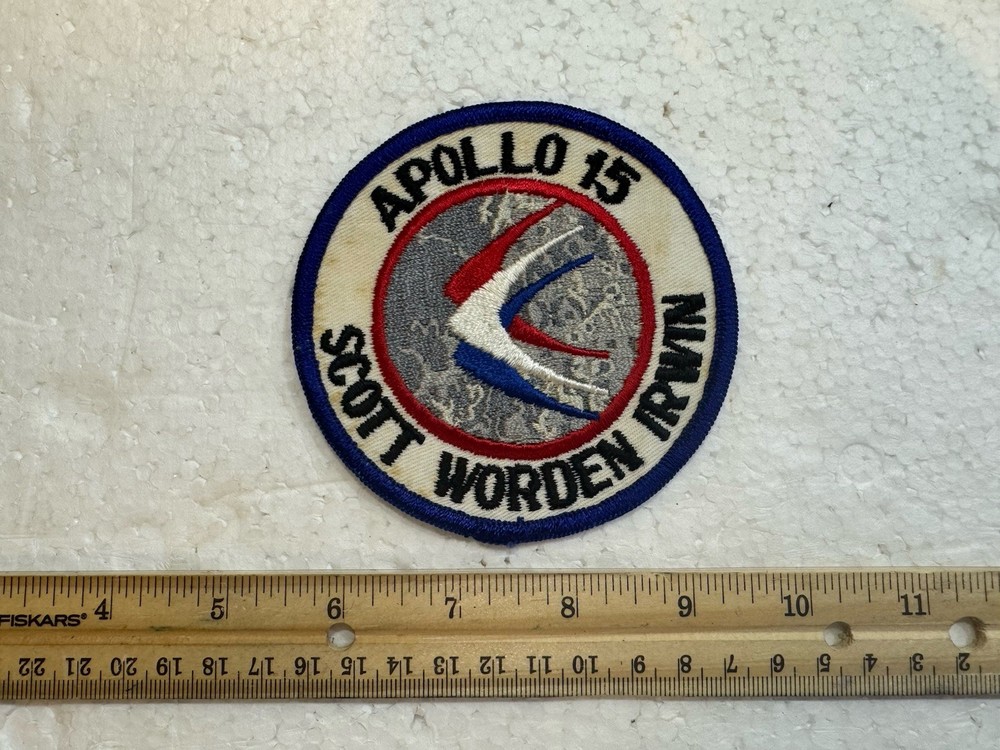 APOLLO 15
SCOTT WORDEN IRWIN
FISKARS® 4 5 6 7 8 9 10 11
22 21 20 19 18 17 16 15 14 13 12 11 10 9 8 7 6 5 4 3 2